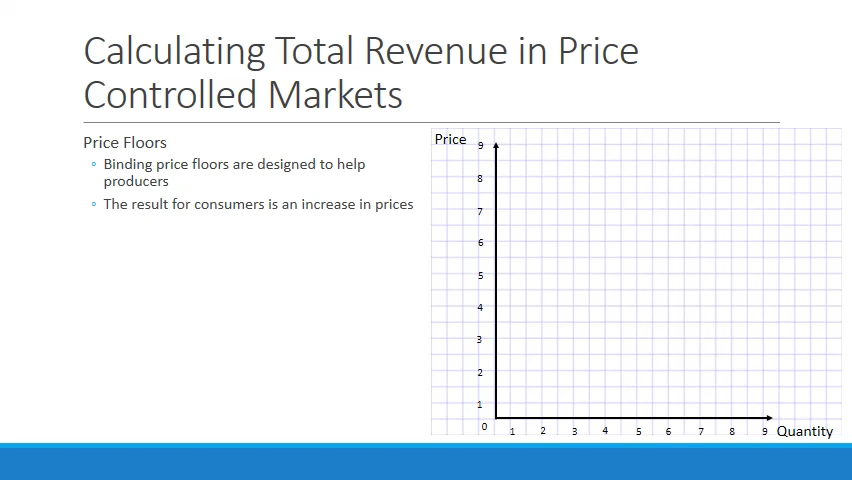 Calculating Total Revenue in Price
Controlled Markets
Price Floors
◦ Binding price floors are designed to help
producers
◦ The result for consumers is an increase in prices
Price
9
8
7
6
5
4
3
2
1
0
1 2 3 4 5 6 7 8 9 Quantity